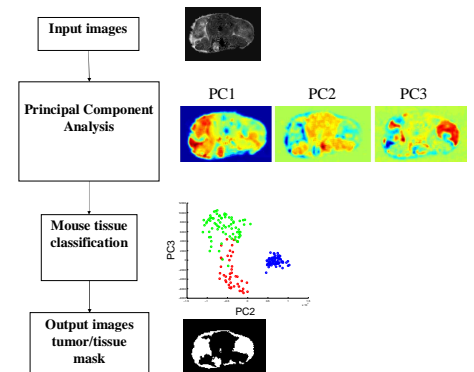 Input images
PC1 PC2 PC3
Principal Component
Analysis
Mouse tissue
classification
PC3
PC2
Output images
tumor/tissue
mask